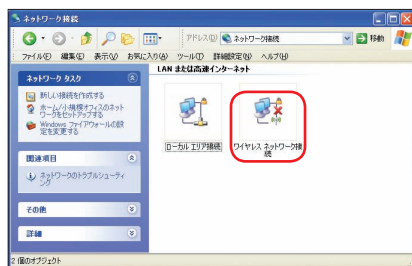 ネットワーク接続
アドレス(D) ネットワーク接続 移動
ファイル(F) 編集(E) 表示(V) お気に入り(A) ツール(T) 詳細設定(N) ヘルプ(H)
ネットワーク タスク
新しい接続を作成する
ホーム/小規模オフィスのネットワークをセットアップする
Windows ファイアウォールの設定を変更する
関連項目
ネットワークのトラブルシューティング
その他
詳細
LAN または高速インターネット
ローカル エリア接続
ワイヤレス ネットワーク接続
2 個のオブジェクト